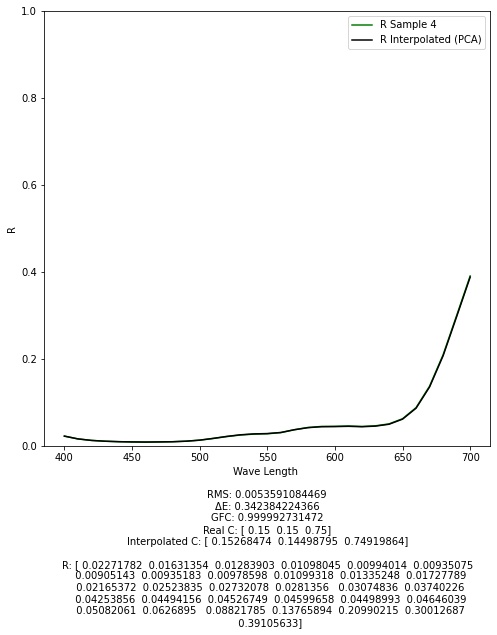 1.0
R Sample 4
R Interpolated (PCA)
0.8
0.6
R
0.4
0.2
0.0
400 450 500 550 600 650 700
Wave Length
RMS: 0.0053591084469
ΔE: 0.342384224366
GFC: 0.999992731472
Real C: [ 0.15 0.15 0.75]
Interpolated C: [ 0.15268474 0.14498795 0.74919864]
R: [ 0.02271782 0.01631354 0.01283903 0.01098045 0.00994014 0.00935075
0.00905143 0.00935183 0.00978598 0.01099318 0.01335248 0.01727789
0.02165372 0.02523835 0.02732078 0.0281356 0.03074836 0.03740226
0.04253856 0.04494156 0.04526749 0.04599658 0.04498993 0.04646039
0.05082061 0.0626895 0.08821785 0.13765894 0.20990215 0.30012687
0.39105633]